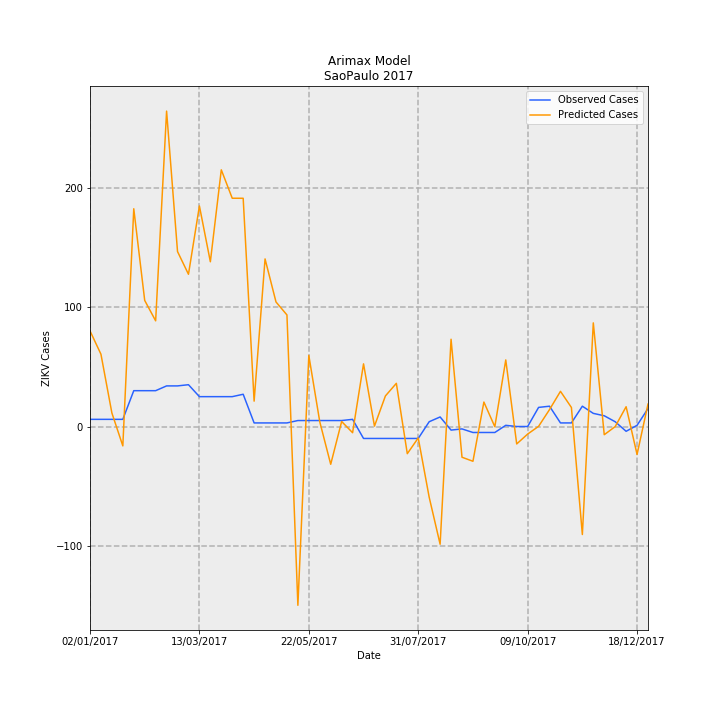 Arimax Model
SaoPaulo 2017
Observed Cases
Predicted Cases
ZIKV Cases
200
100
0
−100
02/01/2017
13/03/2017
22/05/2017
31/07/2017
09/10/2017
18/12/2017
Date